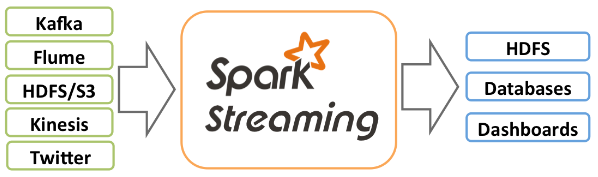 Kafka
Flume
HDFS/S3
Kinesis
Twitter
Spark
Streaming
HDFS
Databases
Dashboards